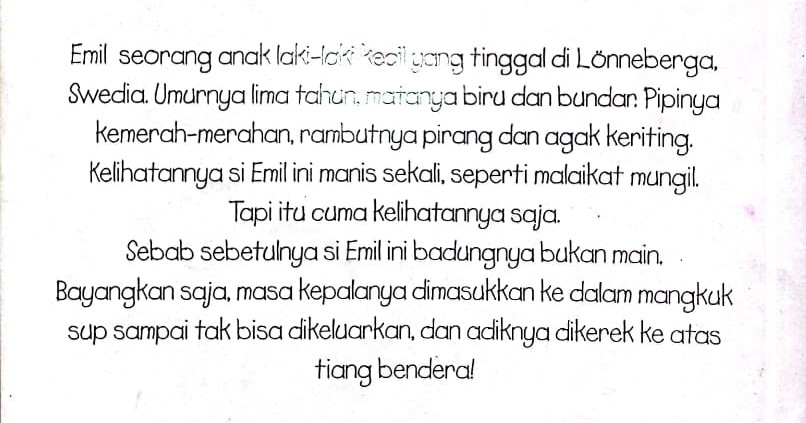 Emil seorang anak laki-laki kecil yang tinggal di Lönneberga,
Swedia. Umurnya lima tahun, matanya biru dan bundar. Pipinya
kemerah-merahan, rambutnya pirang dan agak keriting.
Kelihatannya si Emil ini manis sekali, seperti malaikat mungil.
Tapi itu cuma kelihatannya saja.
Sebab sebetulnya si Emil ini badungnya bukan main.
Bayangkan saja, masa kepalanya dimasukkan ke dalam mangkuk
sup sampai tak bisa dikeluarkan, dan adiknya dikerek ke atas
tiang bendera!